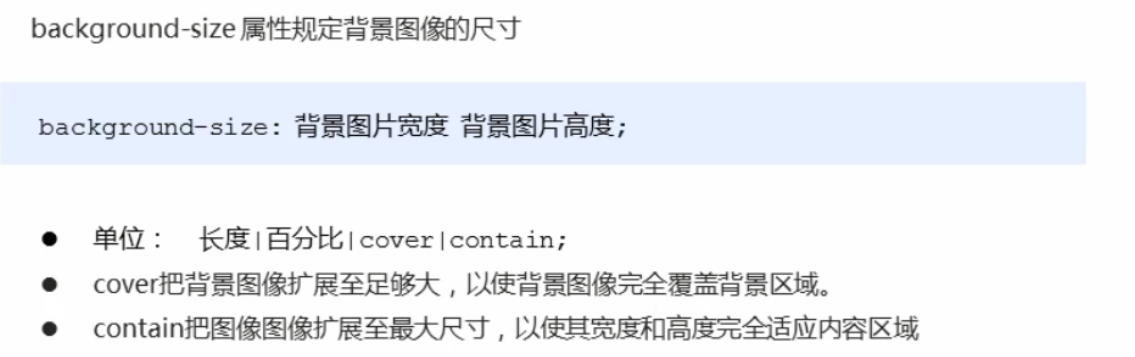 background-size 属性规定背景图像的尺寸
background-size: 背景图片宽度 背景图片高度;
● 单位： 长度|百分比|cover|contain;
● cover把背景图像扩展至足够大，以使背景图像完全覆盖背景区域。
● contain把图像图像扩展至最大尺寸，以使其宽度和高度完全适应内容区域